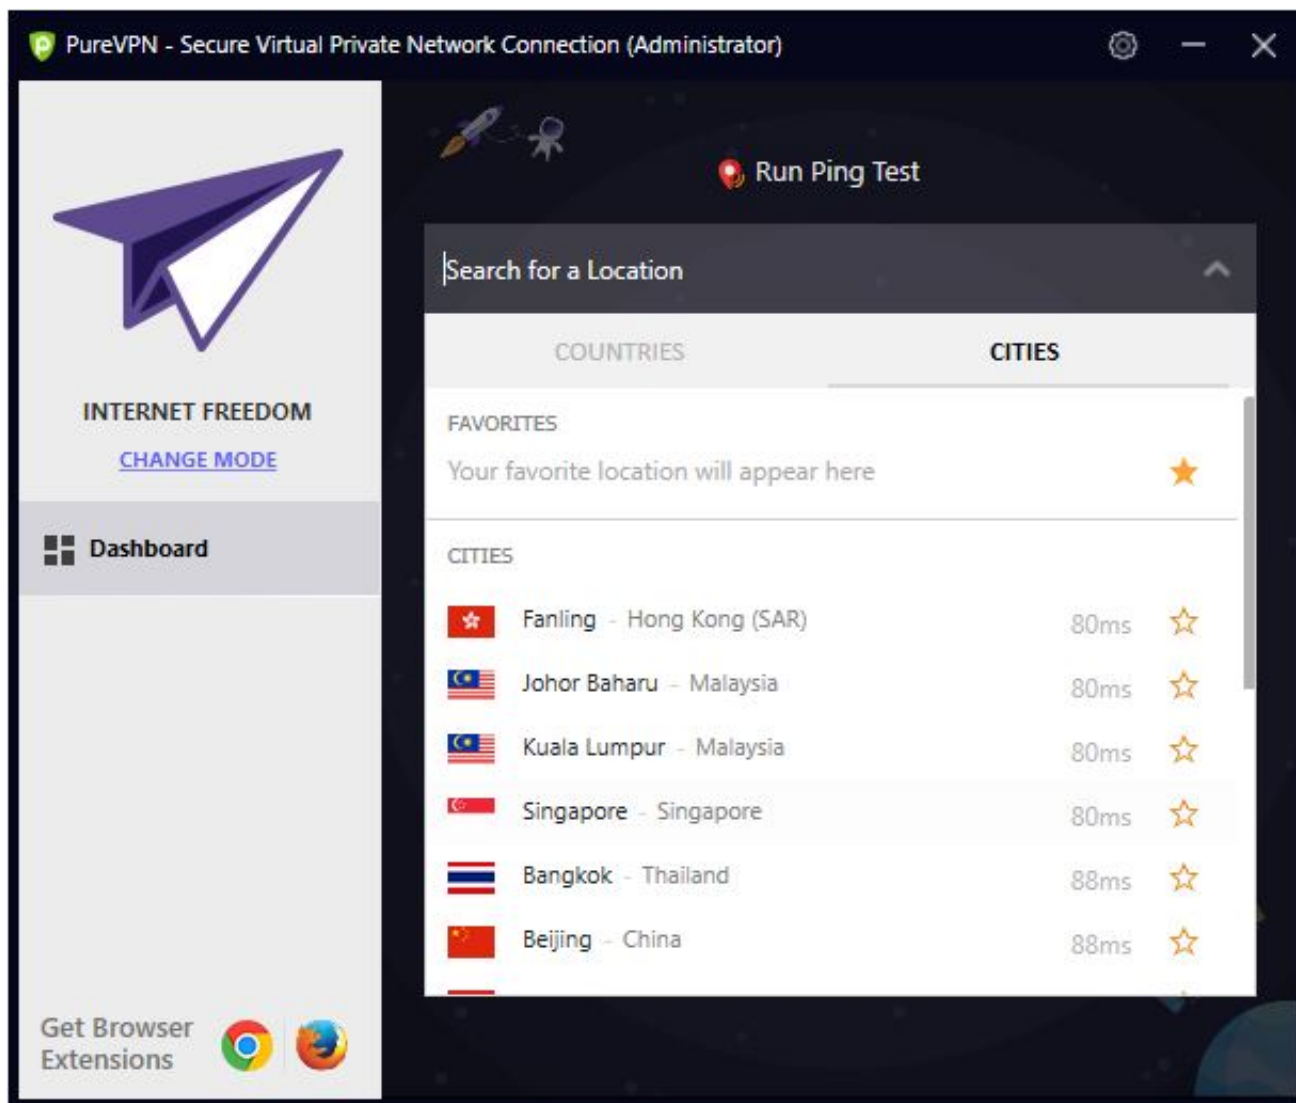 PureVPN - Secure Virtual Private Network Connection (Administrator)
INTERNET FREEDOM
CHANGE MODE
Dashboard
Get Browser
Extensions
Run Ping Test
Search for a Location
COUNTRIES CITIES
FAVORITES
Your favorite location will appear here
CITIES
Fanling - Hong Kong (SAR) 80ms
Johor Baharu - Malaysia 80ms
Kuala Lumpur - Malaysia 80ms
Singapore - Singapore 80ms
Bangkok - Thailand 88ms
Beijing - China 88ms